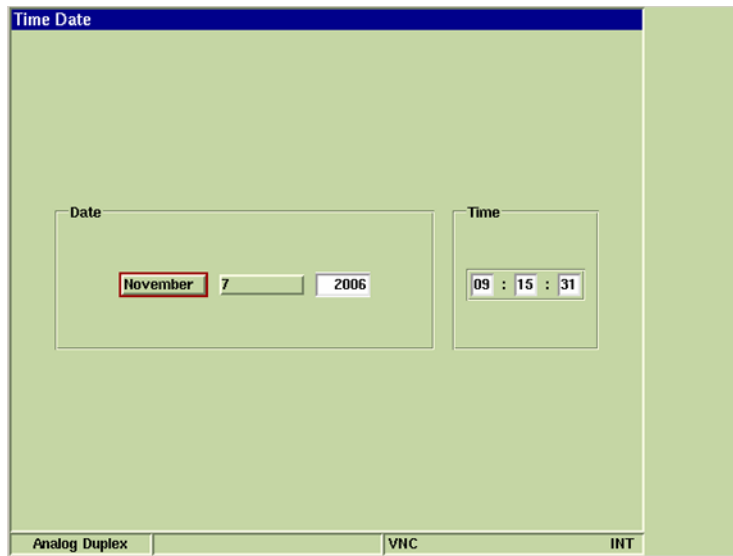 Time Date
Date
Time
November 7 2006
09 : 15 : 31
Analog Duplex VNC INT